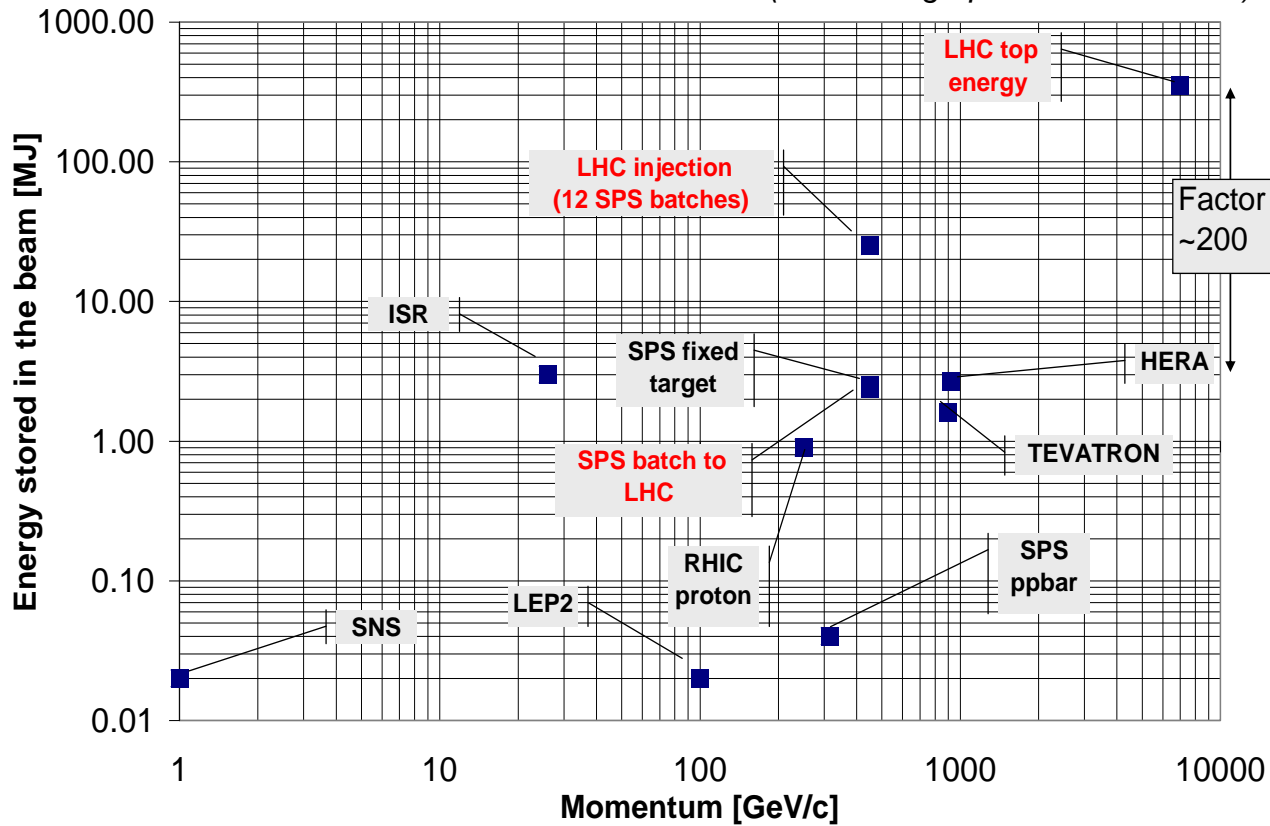 1000.00
100.00
10.00
1.00
0.10
0.01
Energy stored in the beam [MJ]
LHC top
energy
LHC injection
(12 SPS batches)
Factor
~200
ISR
SPS fixed
target
HERA
SPS batch to
LHC
TEVATRON
RHIC
proton
SPS
ppbar
LEP2
SNS
1
10
100
1000
10000
Momentum [GeV/c]